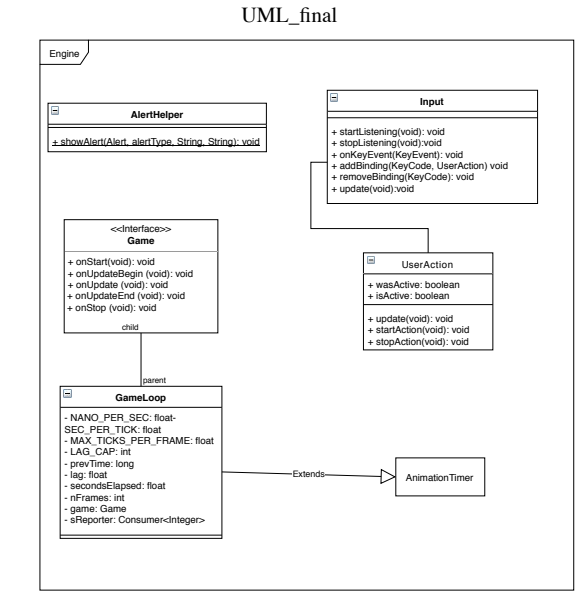 UML_final
Engine
AlertHelper
+ showAlert(Alert, alertType, String, String): void
Input
+ startListening(void): void
+ stopListening(void):void
+ onKeyEvent(KeyEvent): void
+ addBinding(KeyCode, UserAction) void
+ removeBinding(KeyCode): void
+ update(void):void
<<Interface>>
Game
+ onStart(void): void
+ onUpdateBegin (void): void
+ onUpdate (void): void
+ onUpdateEnd (void): void
+ onStop (void): void
child
UserAction
+ wasActive: boolean
+ isActive: boolean
+ update(void): void
+ startAction(void): void
+ stopAction(void): void
parent
GameLoop
- NANO_PER_SEC: float-
SEC_PER_TICK: float
- MAX_TICKS_PER_FRAME: float
- LAG_CAP: int
- prevTime: long
- lag: float
- secondsElapsed: float
- nFrames: int
- game: Game
- sReporter: Consumer<Integer>
Extends
AnimationTimer